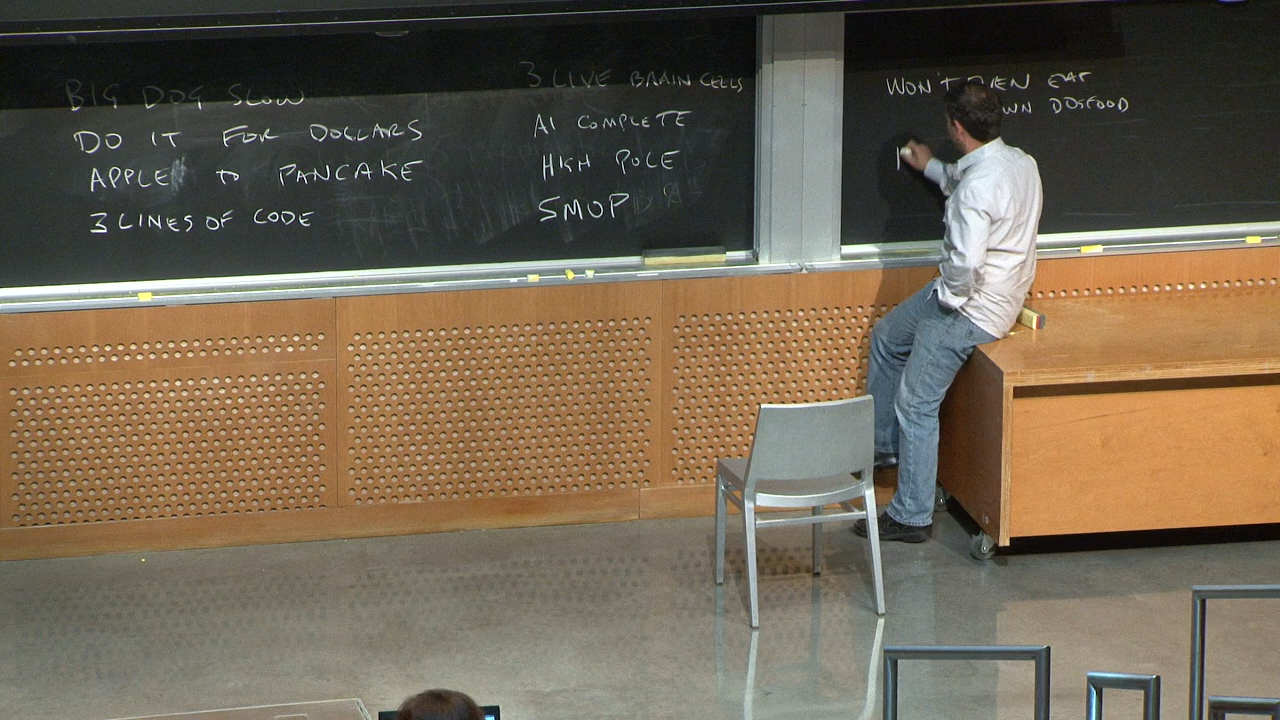 BIG DOG SLOW
DO IT FOR DOLLARS
APPLE to PANCAKE
3 LINES OF CODE
3 LIVE BRAIN CELLS
AI COMPLETE
HIGH POLE
SMOP
WON'T EAT
DOGFOOD